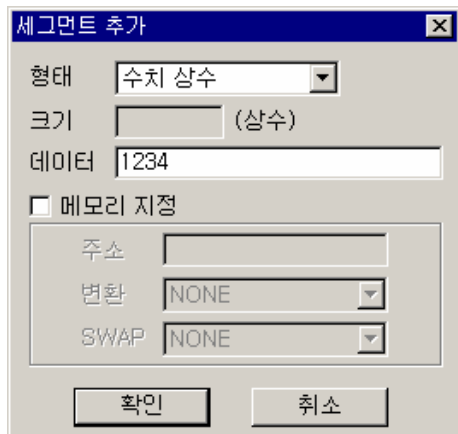 세그먼트 추가
형태 수치 상수
크기 (상수)
데이터 1234
메모리 지정
주소
변환 NONE
SWAP NONE
확인 취소